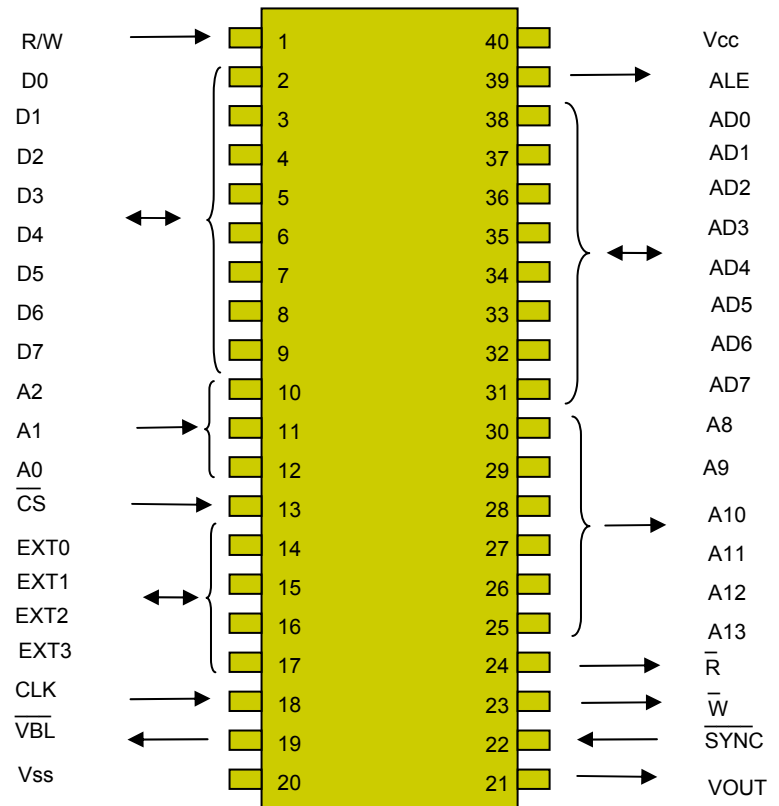 R/W 1 40 Vcc
D0 2 39 ALE
D1 3 38 AD0
D2 4 37 AD1
D3 5 36 AD2
D4 6 35 AD3
D5 7 34 AD4
D6 8 33 AD5
D7 9 32 AD6
A2 10 31 AD7
A1 11 30 A8
A0 12 29 A9
C̅S̅ 13 28 A10
EXT0 14 27 A11
EXT1 15 26 A12
EXT2 16 25 A13
EXT3 17 24 R̅
CLK 18 23 W̅
V̅B̅L̅ 19 22 S̅Y̅N̅C̅
Vss 20 21 VOUT